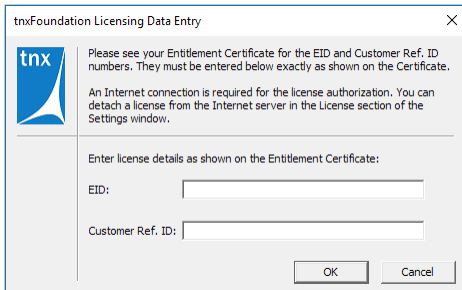 tnxFoundation Licensing Data Entry
tnx
Please see your Entitlement Certificate for the EID and Customer Ref. ID
numbers. They must be entered below exactly as shown on the Certificate.
An Internet connection is required for the license authorization. You can
detach a license from the Internet server in the License section of the
Settings window.
Enter license details as shown on the Entitlement Certificate:
EID:
Customer Ref. ID:
OK Cancel